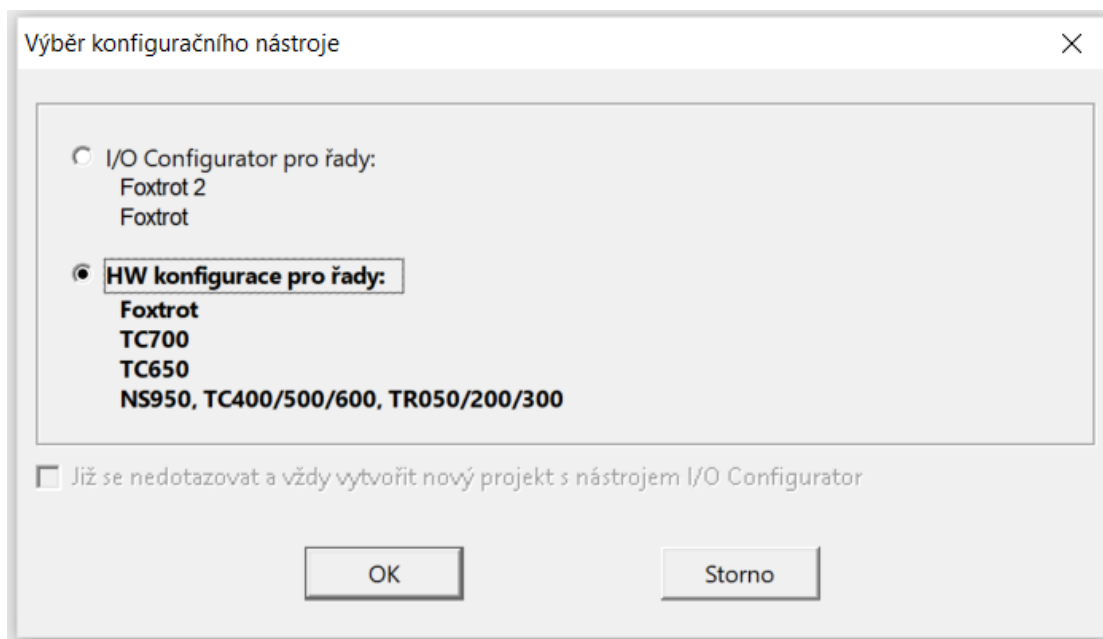 Výběr konfiguračního nástroje
I/O Configurator pro řady:
Foxtrot 2
Foxtrot
HW konfigurace pro řady:
Foxtrot
TC700
TC650
NS950, TC400/500/600, TR050/200/300
Již se nedotazovat a vždy vytvořit nový projekt s nástrojem I/O Configurator
OK
Storno